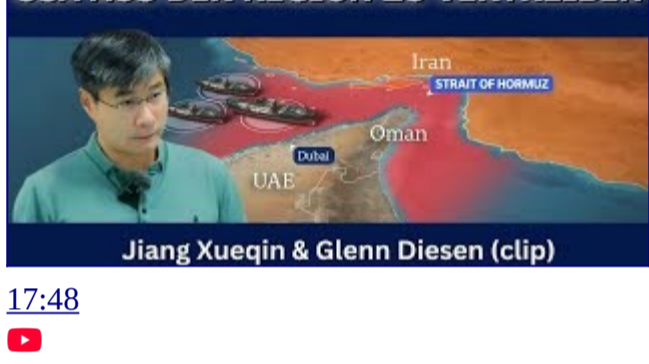 Iran
STRAIT OF HORMUZ
Oman
Dubai
UAE
Jiang Xueqin & Glenn Diesen (clip)
17:48